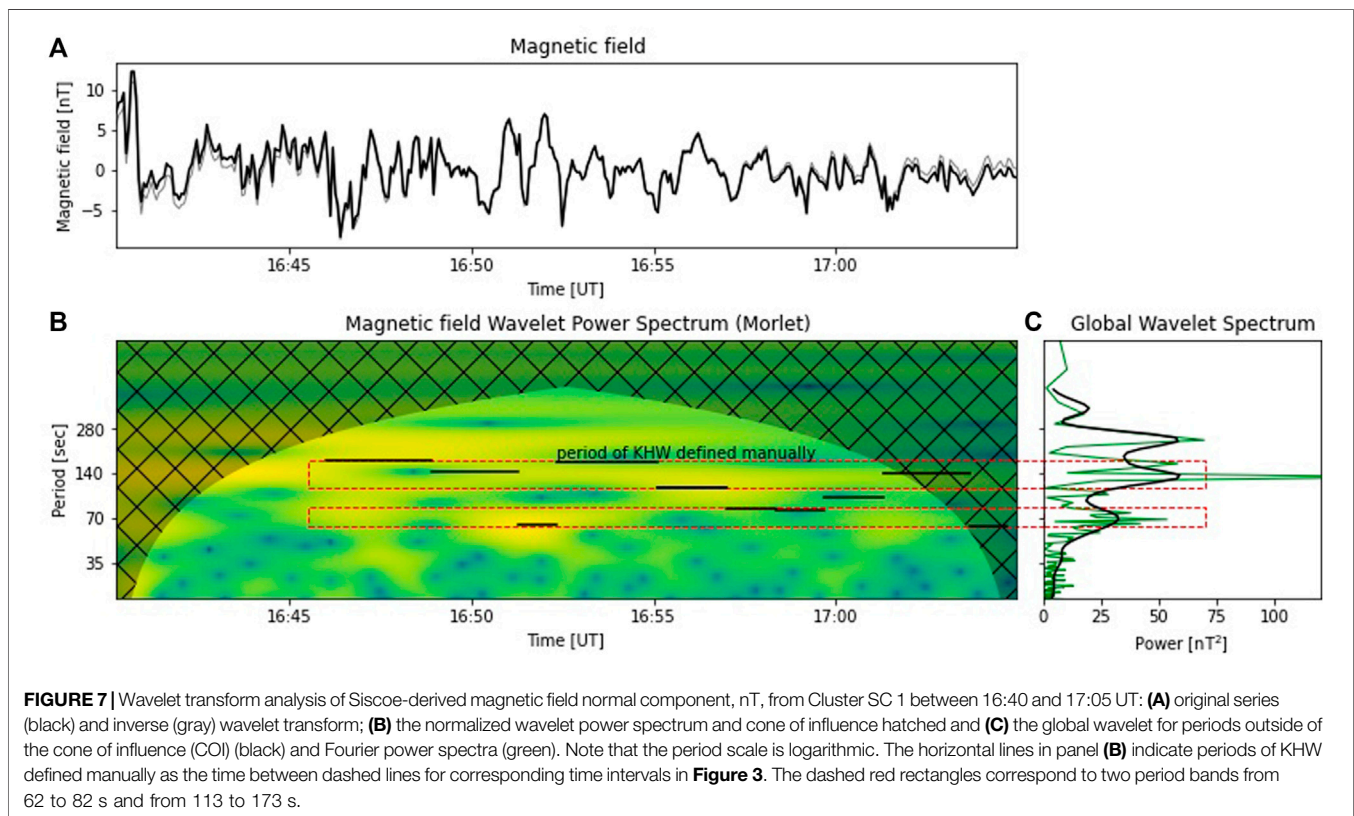 A
Magnetic field
Magnetic field [nT]
10
5
0
−5
16:45 16:50 16:55 17:00
Time [UT]
B
Magnetic field Wavelet Power Spectrum (Morlet)
Period [sec]
280
140
70
35
period of KHW defined manually
16:45 16:50 16:55 17:00
Time [UT]
C
Global Wavelet Spectrum
0 25 50 75 100
Power [nT²]
FIGURE 7 | Wavelet transform analysis of Siscoe-derived magnetic field normal component, nT, from Cluster SC 1 between 16:40 and 17:05 UT: (A) original series
(black) and inverse (gray) wavelet transform; (B) the normalized wavelet power spectrum and cone of influence hatched and (C) the global wavelet for periods outside of
the cone of influence (COI) (black) and Fourier power spectra (green). Note that the period scale is logarithmic. The horizontal lines in panel (B) indicate periods of KHW
defined manually as the time between dashed lines for corresponding time intervals in Figure 3. The dashed red rectangles correspond to two period bands from
62 to 82 s and from 113 to 173 s.